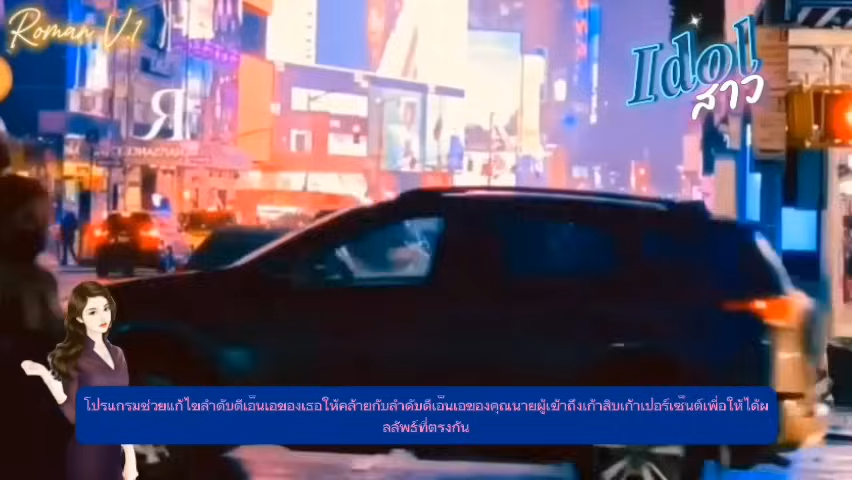 Roman V.1
Idol
สาว
R
โปรแกรมช่วยแก้ไขลำดับดีเอ็นเอของเธอให้คล้ายกับลำดับดีเอ็นเอของคุณนายผู้เข้าถึงเก้าสิบเก้าเปอร์เซ็นต์เพื่อให้ได้ผ
ลลัพธ์ที่ตรงกัน